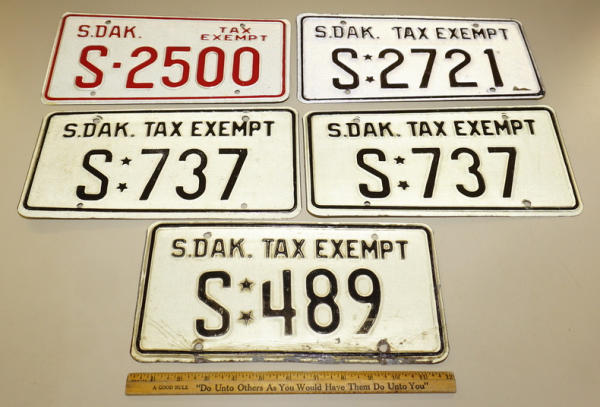 S.DAK. TAX EXEMPT
S-2500
S.DAK. TAX EXEMPT
S 2721
S.DAK. TAX EXEMPT
S 737
S.DAK. TAX EXEMPT
S 737
S.DAK. TAX EXEMPT
S 489
A GOOD RULE "Do Unto Others As You Would Have Them Do Unto You"